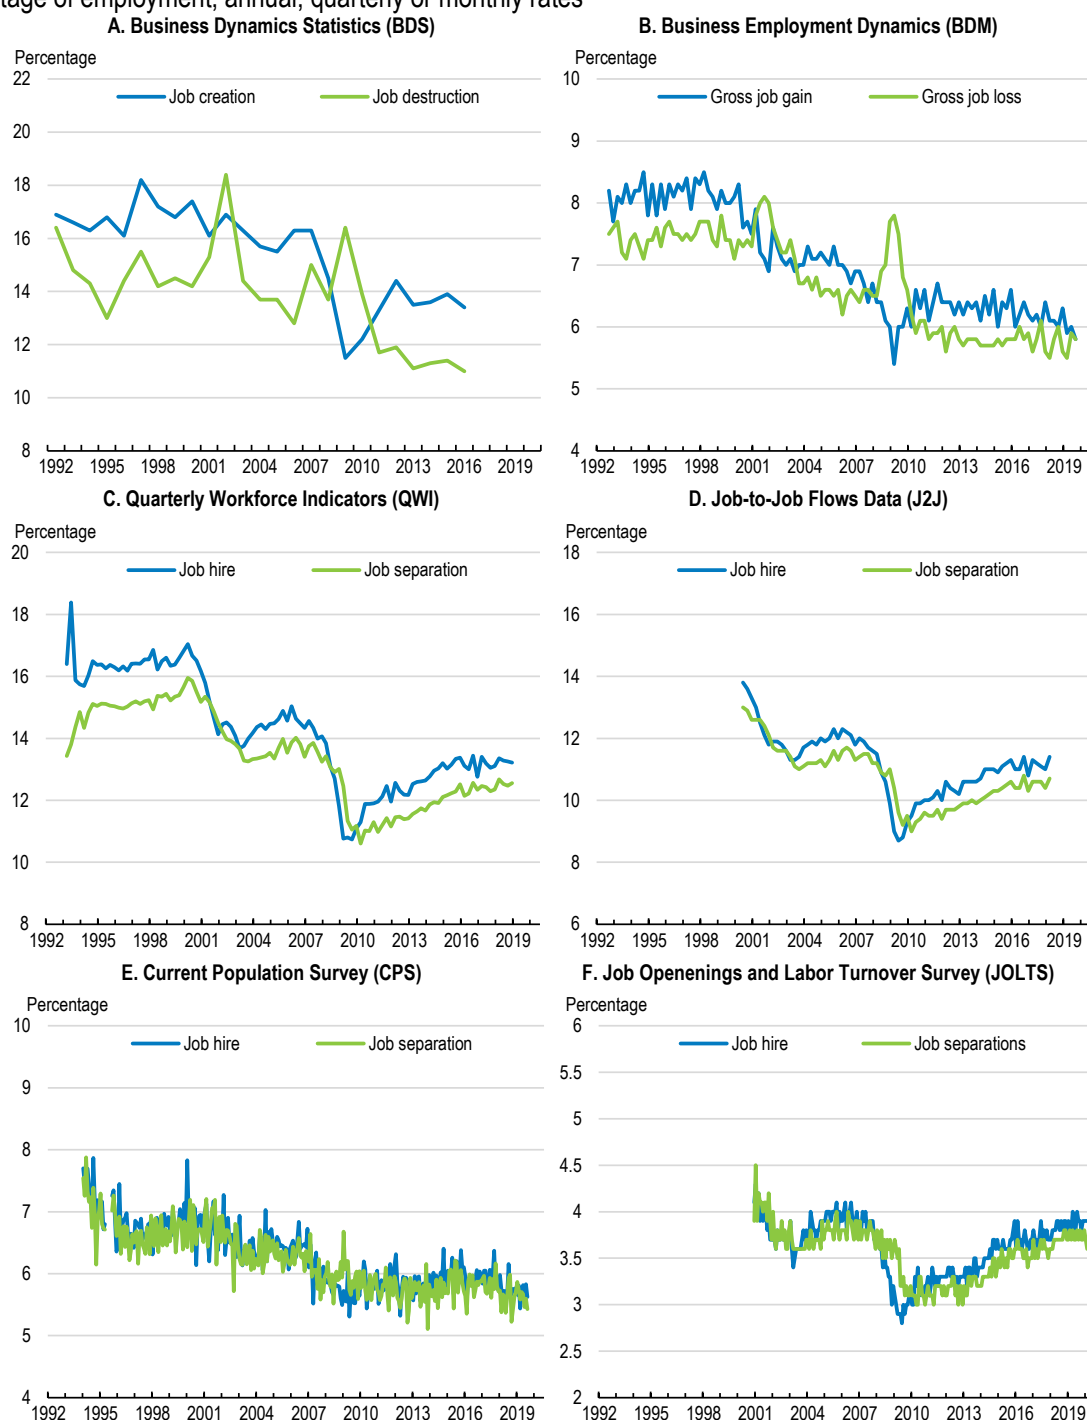 tage of employment, annual, quarterly or monthly rates
A. Business Dynamics Statistics (BDS)
Percentage
Job creation
Job destruction
22
20
18
16
14
12
10
8
1992 1995 1998 2001 2004 2007 2010 2013 2016 2019
B. Business Employment Dynamics (BDM)
Percentage
Gross job gain
Gross job loss
10
9
8
7
6
5
4
1992 1995 1998 2001 2004 2007 2010 2013 2016 2019
C. Quarterly Workforce Indicators (QWI)
Percentage
Job hire
Job separation
20
18
16
14
12
10
8
1992 1995 1998 2001 2004 2007 2010 2013 2016 2019
D. Job-to-Job Flows Data (J2J)
Percentage
Job hire
Job separation
18
16
14
12
10
8
6
1992 1995 1998 2001 2004 2007 2010 2013 2016 2019
E. Current Population Survey (CPS)
Percentage
Job hire
Job separation
10
9
8
7
6
5
4
1992 1995 1998 2001 2004 2007 2010 2013 2016 2019
F. Job Openenings and Labor Turnover Survey (JOLTS)
Percentage
Job hire
Job separations
6
5.5
5
4.5
4
3.5
3
2.5
2
1992 1995 1998 2001 2004 2007 2010 2013 2016 2019